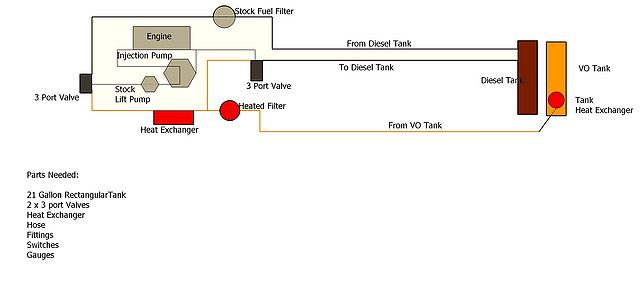 Stock Fuel Filter
Engine
From Diesel Tank
Injection Pump
To Diesel Tank
VO Tank
Diesel Tank
3 Port Valve
Stock
Lift Pump
3 Port Valve
Tank
Heat Exchanger
Heated Filter
Heat Exchanger
From VO Tank
Parts Needed:
21 Gallon RectangularTank
2 x 3 port Valves
Heat Exchanger
Hose
Fittings
Switches
Gauges